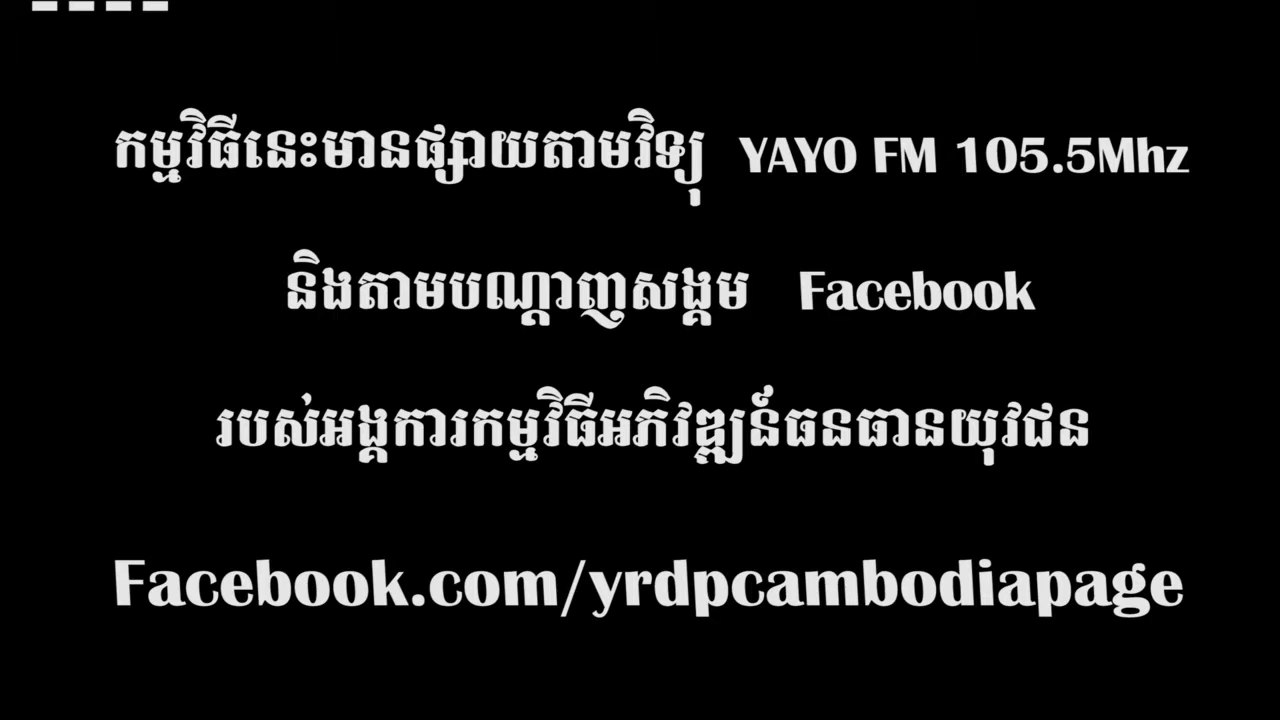 កម្មវិធីនេះមានផ្សាយតាមវិទ្យុ YAYO FM 105.5Mhz
និងតាមបណ្តាញសង្គម Facebook
របស់អង្គការកម្មវិធីអភិវឌ្ឍន៍ធនធានយុវជន
Facebook.com/yrdpcambodiapage